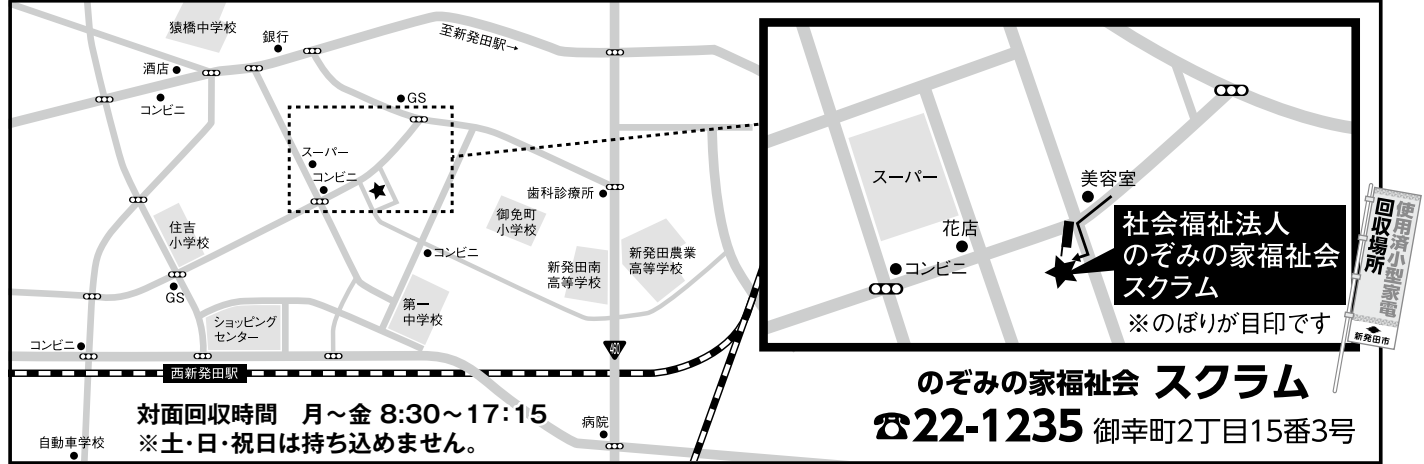 猿橋中学校
銀行
至新発田駅→
酒店
コンビニ
GS
スーパー
コンビニ
歯科診療所
住吉
小学校
御免町
小学校
コンビニ
新発田南
高等学校
新発田農業
高等学校
GS
第一
中学校
ショッピング
センター
コンビニ
460
西新発田駅
病院
自動車学校
対面回収時間 月～金 8:30～17:15
※土・日・祝日は持ち込めません。
スーパー
美容室
花店
コンビニ
社会福祉法人
のぞみの家福祉会
スクラム
※のぼりが目印です
使用済小型家電
回収場所
新発田市
のぞみの家福祉会 スクラム
☎22-1235 御幸町2丁目15番3号